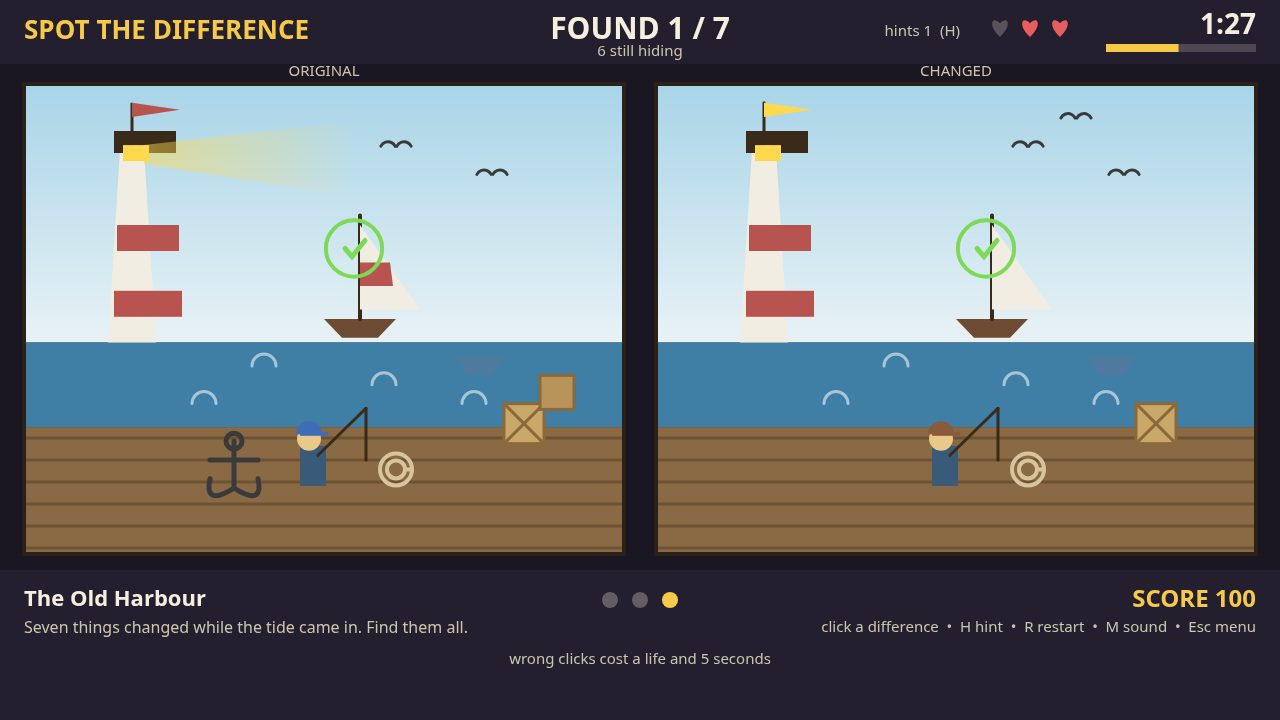 SPOT THE DIFFERENCE
FOUND 1 / 7
6 still hiding
hints 1 (H)
1:27
ORIGINAL
CHANGED
The Old Harbour
Seven things changed while the tide came in. Find them all.
SCORE 100
click a difference • H hint • R restart • M sound • Esc menu
wrong clicks cost a life and 5 seconds